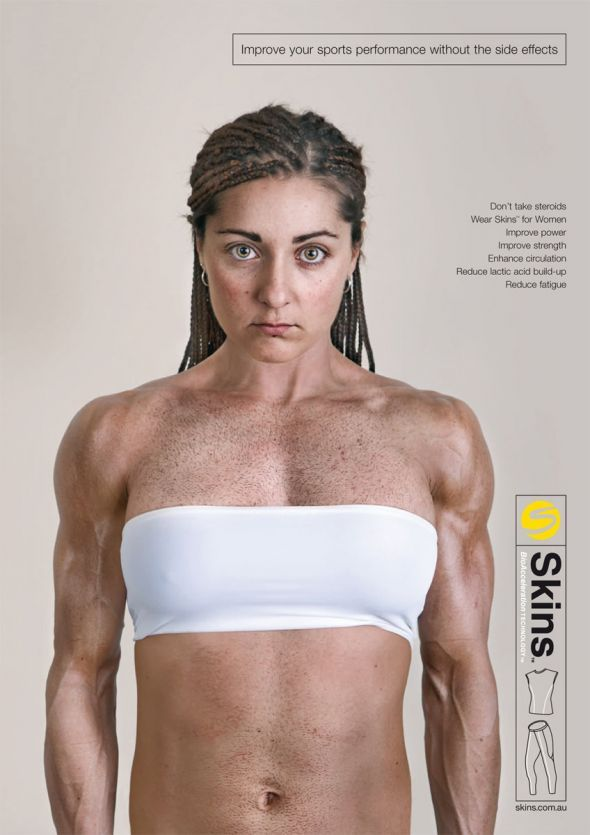 Improve your sports performance without the side effects
Don't take steroids
Wear Skins™ for Women
Improve power
Improve strength
Enhance circulation
Reduce lactic acid build-up
Reduce fatigue
Skins™
BioAcceleration TECHNOLOGY™
skins.com.au